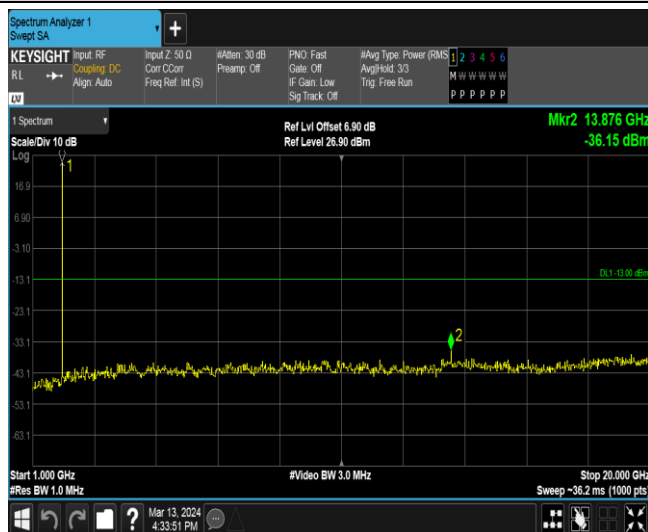 Spectrum Analyzer 1
Swept SA
+
KEYSIGHT
RL
LXI
Input: RF
Coupling: DC
Align: Auto
Input Z: 50 Ω
Corr CCorr
Freq Ref: Int (S)
#Atten: 30 dB
Preamp: Off
PNO: Fast
Gate: Off
IF Gain: Low
Sig Track: Off
#Avg Type: Power (RMS
Avg|Hold: 3/3
Trig: Free Run
1 2 3 4 5 6
M W W W W W
P P P P P P
1 Spectrum
Scale/Div 10 dB
Log
Ref Lvl Offset 6.90 dB
Ref Level 26.90 dBm
Mkr2 13.876 GHz
-36.15 dBm
1
16.9
6.90
-3.10
-13.1
DL1 -13.00 dBm
-23.1
-33.1
2
-43.1
-53.1
-63.1
Start 1.000 GHz
#Res BW 1.0 MHz
#Video BW 3.0 MHz
Stop 20.000 GHz
Sweep ~36.2 ms (1000 pts)
?
Mar 13, 2024
4:33:51 PM